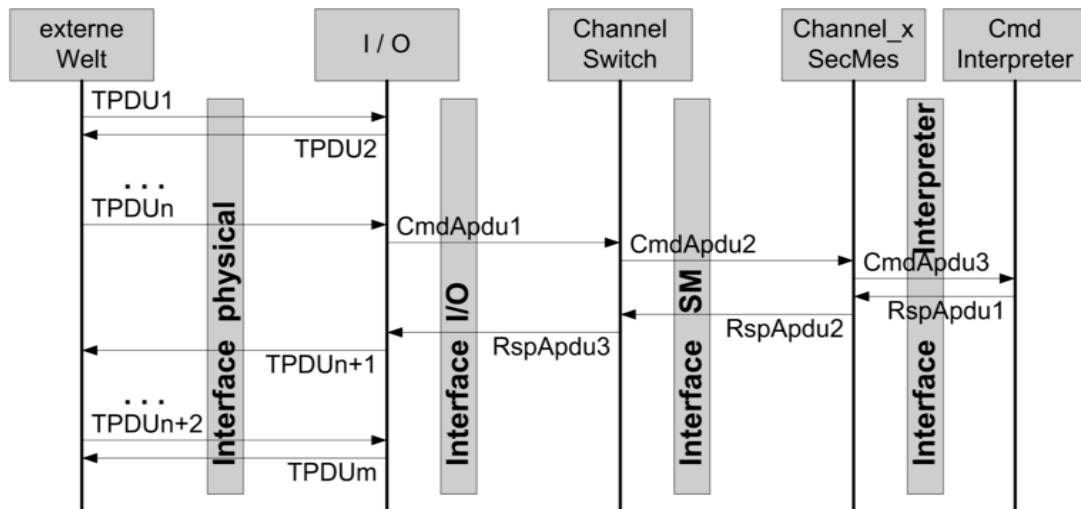 externe
Welt
I / O
Channel
Switch
Channel_x
SecMes
Cmd
Interpreter
TPDU1
TPDU2
. . .
TPDUn
CmdApdu1
CmdApdu2
CmdApdu3
RspApdu1
RspApdu2
RspApdu3
TPDUn+1
. . .
TPDUn+2
TPDUm
Interface physical
Interface I/O
Interface SM
Interface Interpreter